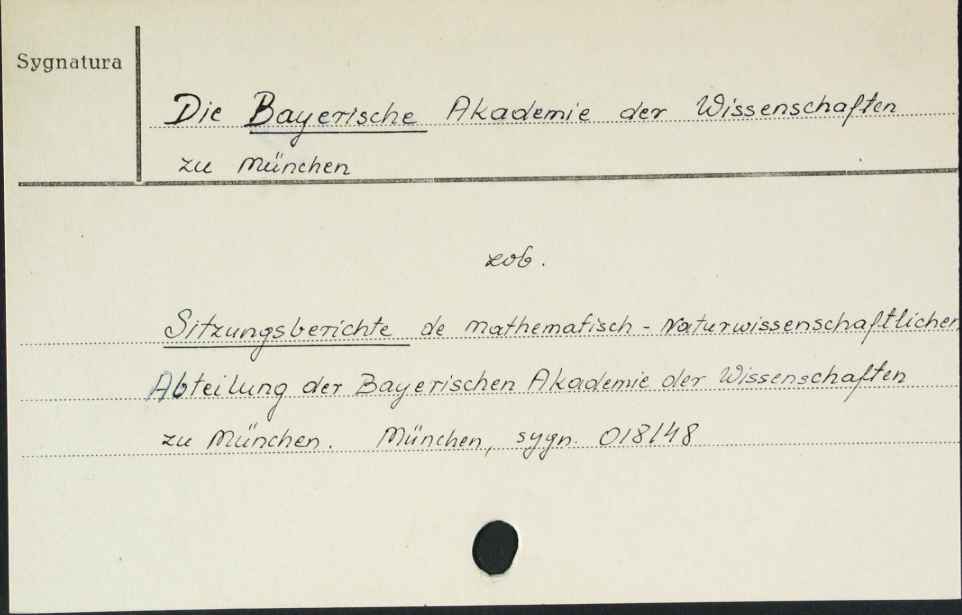 Sygnatura
Die Bayerische Akademie der Wissenschaften
zu München
zob.
Sitzungsberichte de mathematisch - Naturwissenschaftlichen
Abteilung der Bayerischen Akademie der Wissenschaften
zu München. München, sygn. 018148